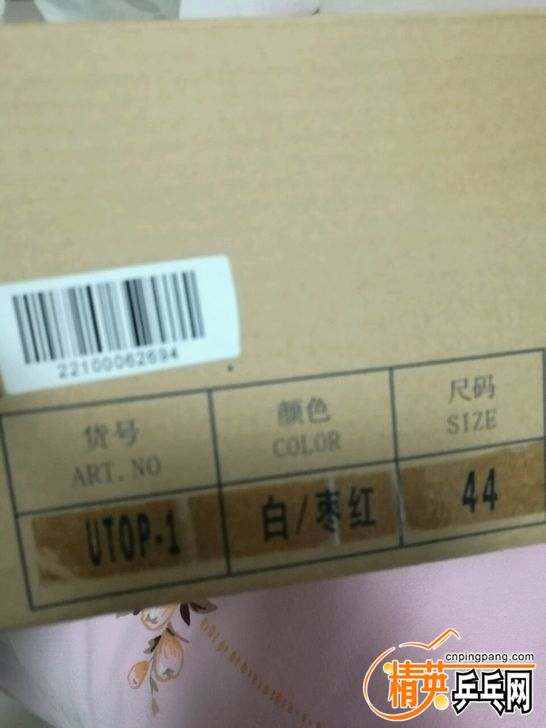 22100062694
货号
ART.NO
颜色
COLOR
尺码
SIZE
UTOP-1
白/枣红
44
cnpingpang.com
精英乒乓网